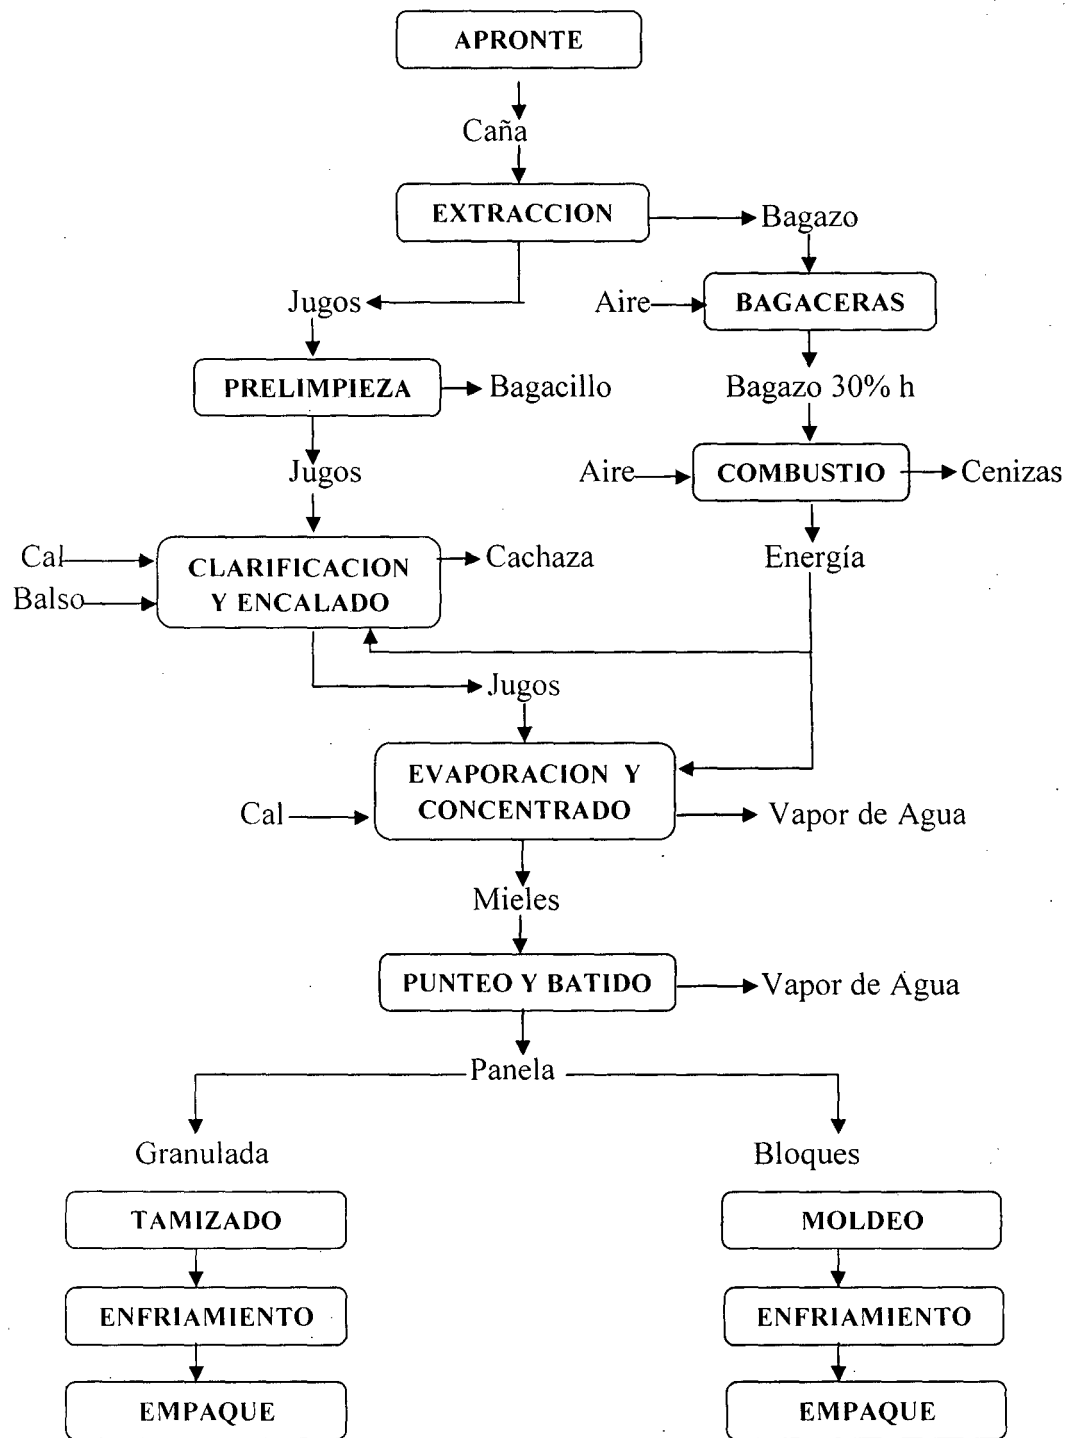 APRONTE
Caña
EXTRACCION
Bagazo
Jugos
Aire
BAGACERAS
PRELIMPIEZA
Bagacillo
Bagazo 30% h
Jugos
Aire
COMBUSTIO
Cenizas
Cal
Balso
CLARIFICACION
Y ENCALADO
Cachaza
Energía
Jugos
EVAPORACION Y
CONCENTRADO
Cal
Vapor de Agua
Mieles
PUNTEO Y BATIDO
Vapor de Agua
Panela
Granulada
Bloques
TAMIZADO
MOLDEO
ENFRIAMIENTO
ENFRIAMIENTO
EMPAQUE
EMPAQUE